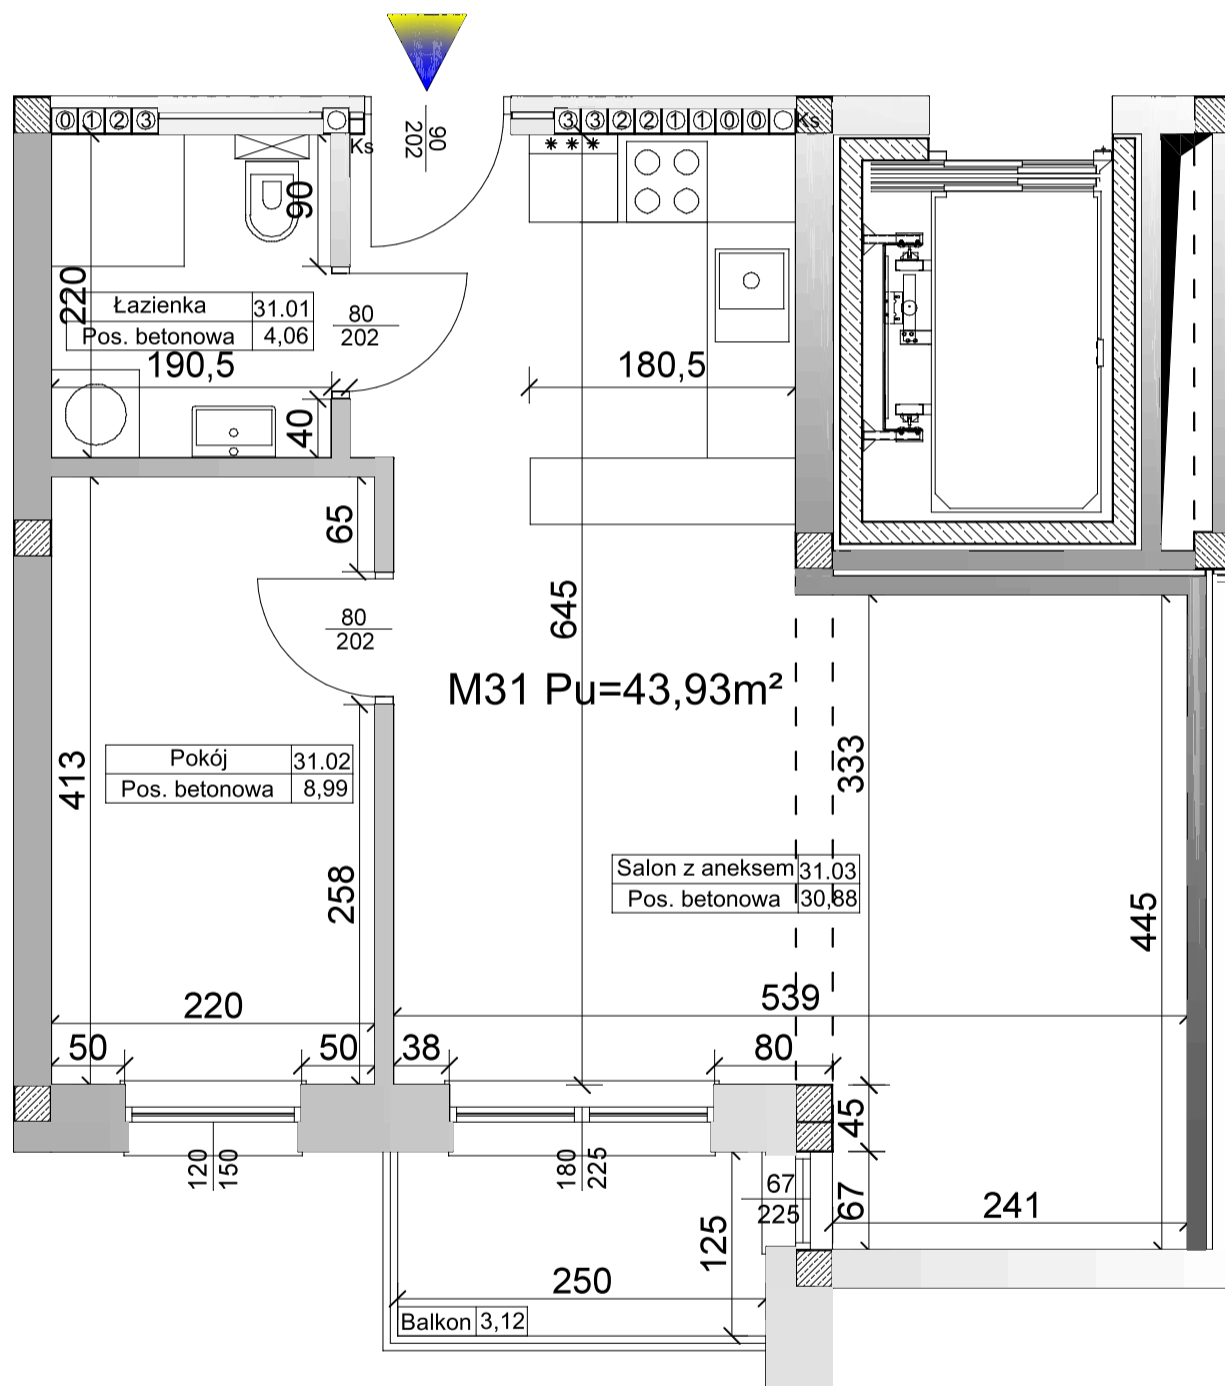 90
202
0 1 2 3
Ks
3 3 2 2 1 1 0 0
Ks
* * *
90
220
Łazienka 31.01
Pos. betonowa 4,06
80
202
190,5
180,5
40
65
645
80
202
M31 Pu=43,93m²
413
Pokój 31.02
Pos. betonowa 8,99
333
258
Salon z aneksem 31.03
Pos. betonowa 30,88
445
220
539
50
50
38
80
45
120
150
180
225
67
225
67
241
125
250
Balkon 3,12